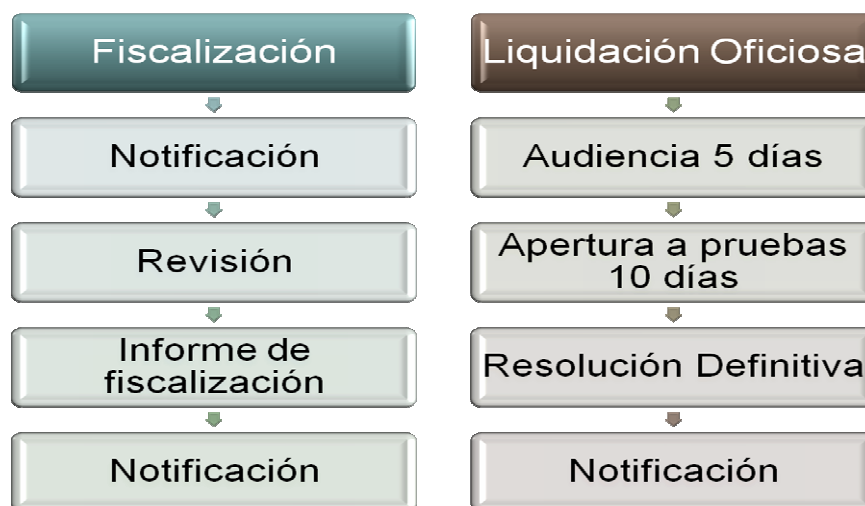 Fiscalización
Notificación
Revisión
Informe de
fiscalización
Notificación
Liquidación Oficiosa
Audiencia 5 días
Apertura a pruebas
10 días
Resolución Definitiva
Notificación